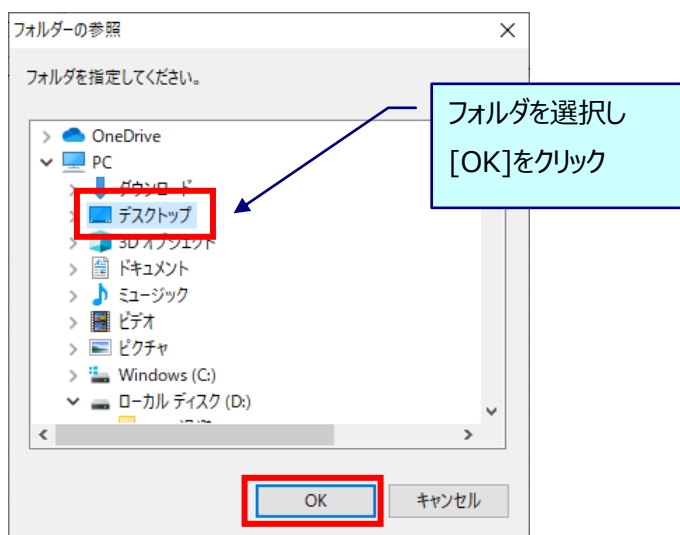 フォルダーの参照
フォルダを指定してください。
フォルダを選択し
[OK]をクリック
OneDrive
PC
ダウンロード
デスクトップ
3D オブジェクト
ドキュメント
ミュージック
ビデオ
ピクチャ
Windows (C:)
ローカル ディスク (D:)
OK
キャンセル